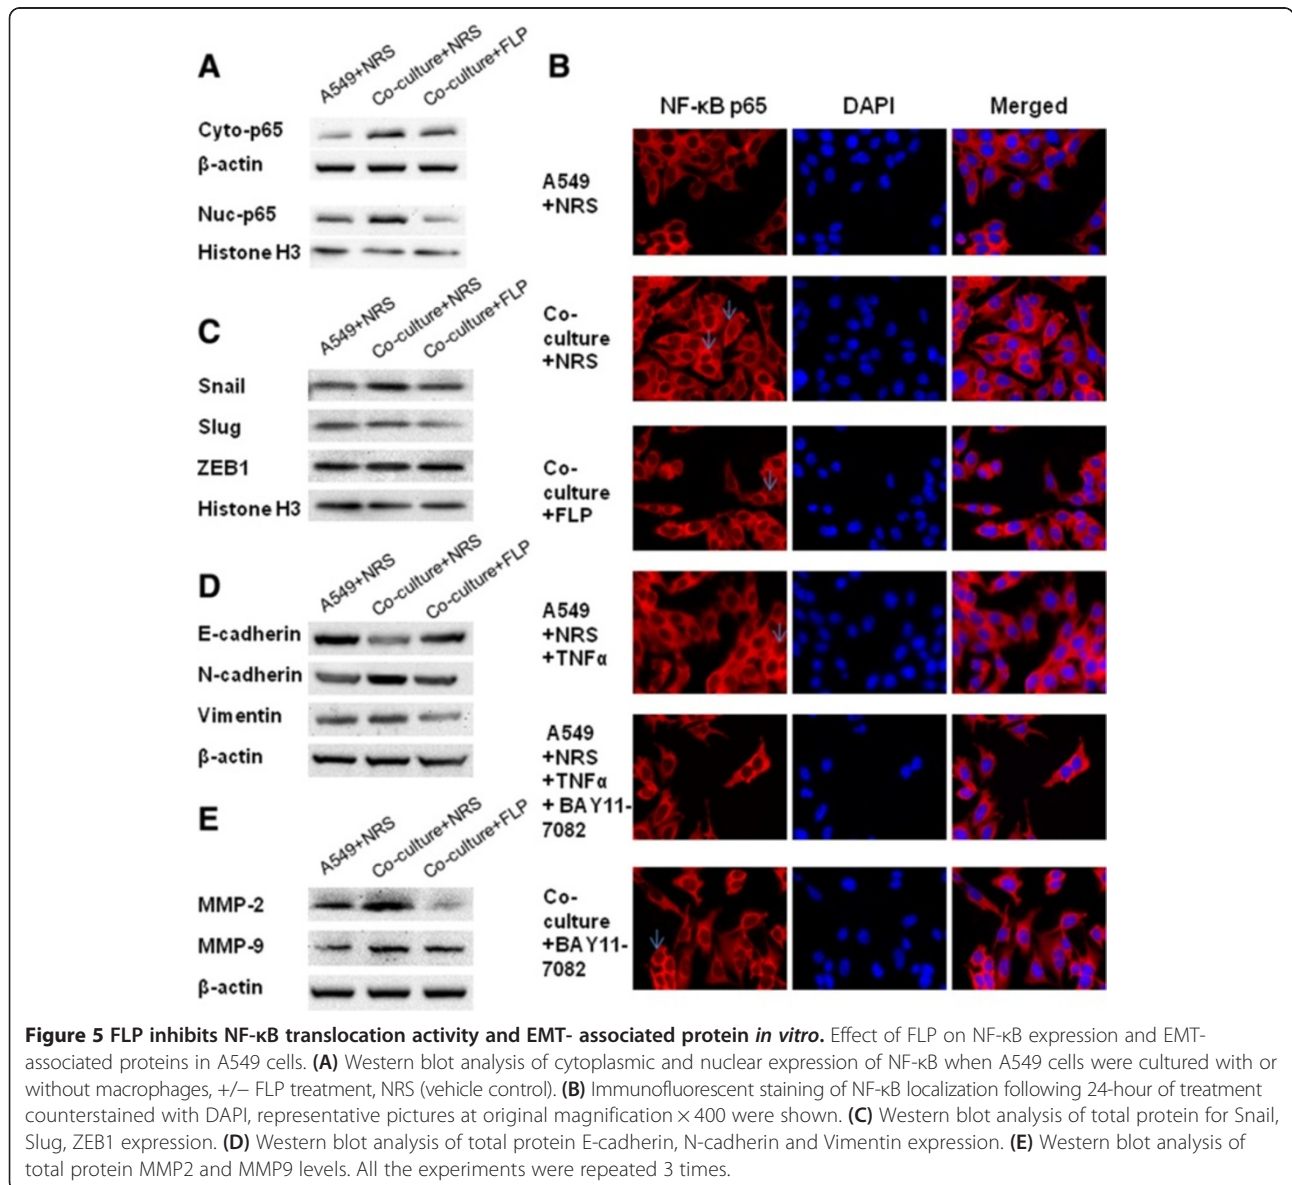 A
A549+NRS
Co-culture+NRS
Co-culture+FLP
Cyto-p65
β-actin
Nuc-p65
Histone H3
C
A549+NRS
Co-culture+NRS
Co-culture+FLP
Snail
Slug
ZEB1
Histone H3
D
A549+NRS
Co-culture+NRS
Co-culture+FLP
E-cadherin
N-cadherin
Vimentin
β-actin
E
A549+NRS
Co-culture+NRS
Co-culture+FLP
MMP-2
MMP-9
β-actin
B
NF-κB p65 DAPI Merged
A549
+NRS
Co-
culture
+NRS
Co-
culture
+FLP
A549
+NRS
+TNFα
A549
+NRS
+TNFα
+ BAY11-
7082
Co-
culture
+BAY11-
7082
Figure 5 FLP inhibits NF-κB translocation activity and EMT- associated protein in vitro. Effect of FLP on NF-κB expression and EMT-
associated proteins in A549 cells. (A) Western blot analysis of cytoplasmic and nuclear expression of NF-κB when A549 cells were cultured with or
without macrophages, +/− FLP treatment, NRS (vehicle control). (B) Immunofluorescent staining of NF-κB localization following 24-hour of treatment
counterstained with DAPI, representative pictures at original magnification × 400 were shown. (C) Western blot analysis of total protein for Snail,
Slug, ZEB1 expression. (D) Western blot analysis of total protein E-cadherin, N-cadherin and Vimentin expression. (E) Western blot analysis of
total protein MMP2 and MMP9 levels. All the experiments were repeated 3 times.